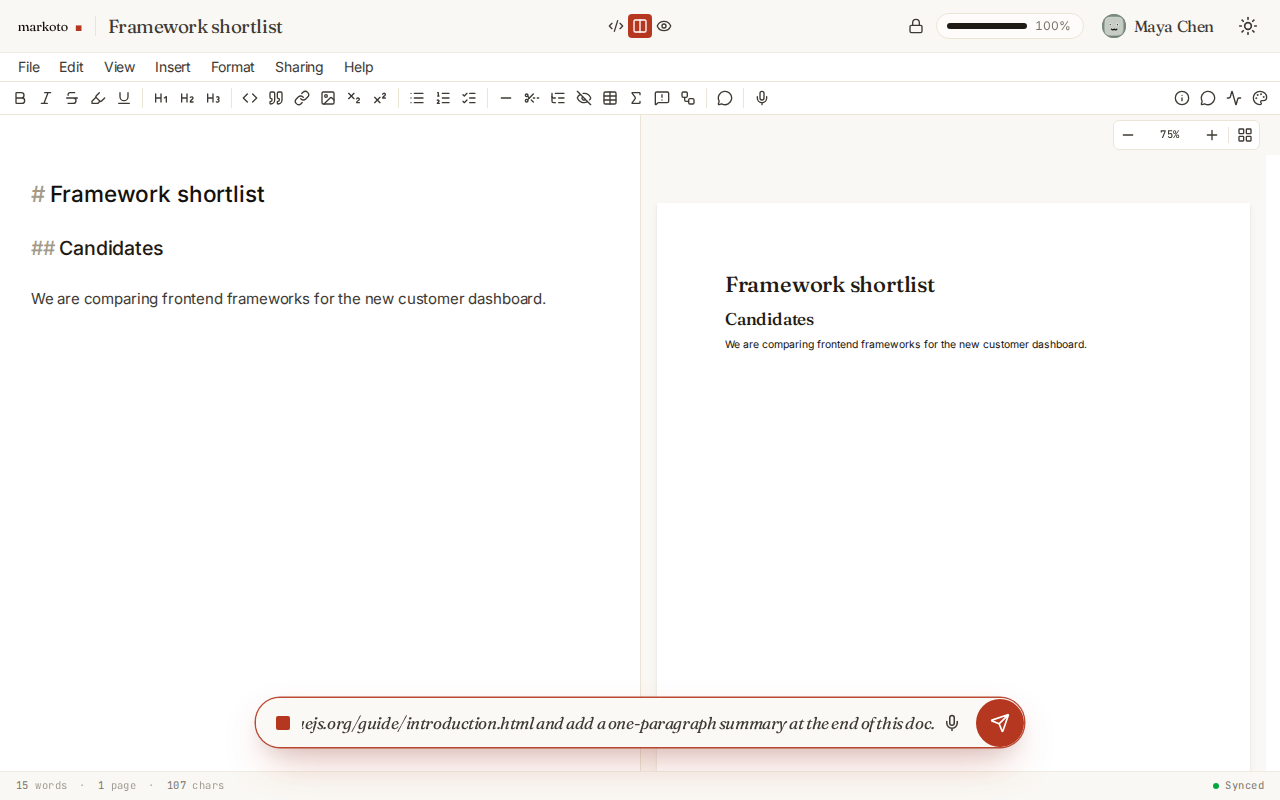 markoto
Framework shortlist
100%
Maya Chen
File Edit View Insert Format Sharing Help
H1 H2 H3
75%
# Framework shortlist
## Candidates
We are comparing frontend frameworks for the new customer dashboard.
Framework shortlist
Candidates
We are comparing frontend frameworks for the new customer dashboard.
ejs.org/guide/introduction.html and add a one-paragraph summary at the end of this doc.
15 words · 1 page · 107 chars
Synced